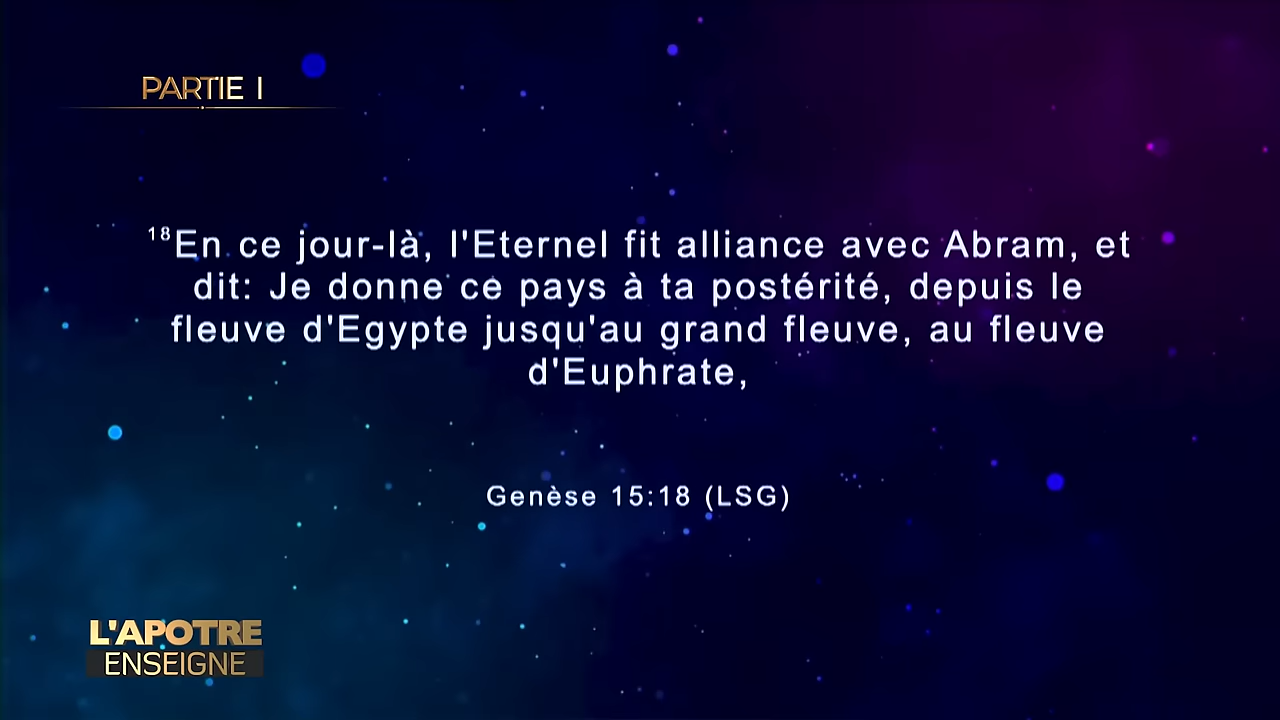 PARTIE I
18En ce jour-là, l'Eternel fit alliance avec Abram, et
dit: Je donne ce pays à ta postérité, depuis le
fleuve d'Egypte jusqu'au grand fleuve, au fleuve
d'Euphrate,
Genèse 15:18 (LSG)
L'APOTRE
ENSEIGNE